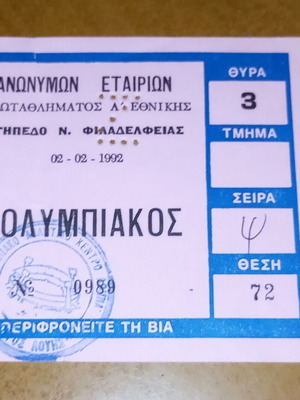 ΑΝΩΝΥΜΩΝ ΕΤΑΙΡΙΩΝ
ΩΤΑΘΛΗΜΑΤΟΣ Α΄ ΕΘΝΙΚΗΣ
ΓΗΠΕΔΟ Ν. ΦΙΛΑΔΕΛΦΕΙΑΣ
02-02-1992
ΟΛΥΜΠΙΑΚΟΣ
№ 0989
ΠΕΡΙΦΡΟΝΕΙΤΕ ΤΗ ΒΙΑ
ΘΥΡΑ
3
ΤΜΗΜΑ
ΣΕΙΡΑ
Ψ
ΘΕΣΗ
72